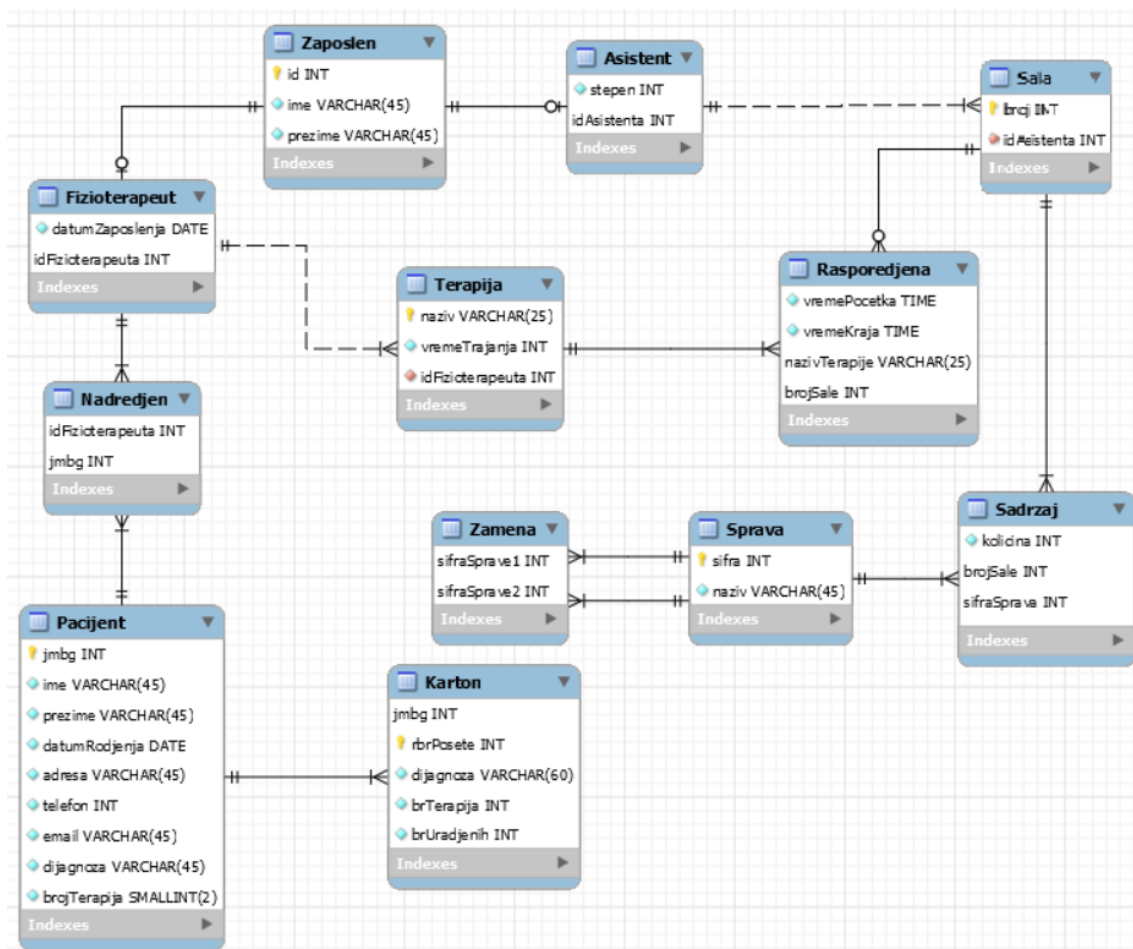 Zaposlen
id INT
ime VARCHAR(45)
prezime VARCHAR(45)
Indexes
Asistent
stepen INT
idAsistenta INT
Indexes
Sala
broj INT
idAsistenta INT
Indexes
Fizioterapeut
datumZaposlenja DATE
idFizioterapeuta INT
Indexes
Terapija
naziv VARCHAR(25)
vremeTrajanja INT
idFizioterapeuta INT
Indexes
Rasporedjena
vremePocetka TIME
vremeKraja TIME
nazivTerapije VARCHAR(25)
brojSale INT
Indexes
Nadredjen
idFizioterapeuta INT
jmbg INT
Indexes
Zamena
sifraSprave1 INT
sifraSprave2 INT
Indexes
Sprava
sifra INT
naziv VARCHAR(45)
Indexes
Sadrzaj
kolicina INT
brojSale INT
sifraSprava INT
Indexes
Pacijent
jmbg INT
ime VARCHAR(45)
prezime VARCHAR(45)
datumRodjenja DATE
adresa VARCHAR(45)
telefon INT
email VARCHAR(45)
dijagnoza VARCHAR(45)
brojTerapija SMALLINT(2)
Indexes
Karton
jmbg INT
rbrPosete INT
dijagnoza VARCHAR(60)
brTerapija INT
brUradjenih INT
Indexes